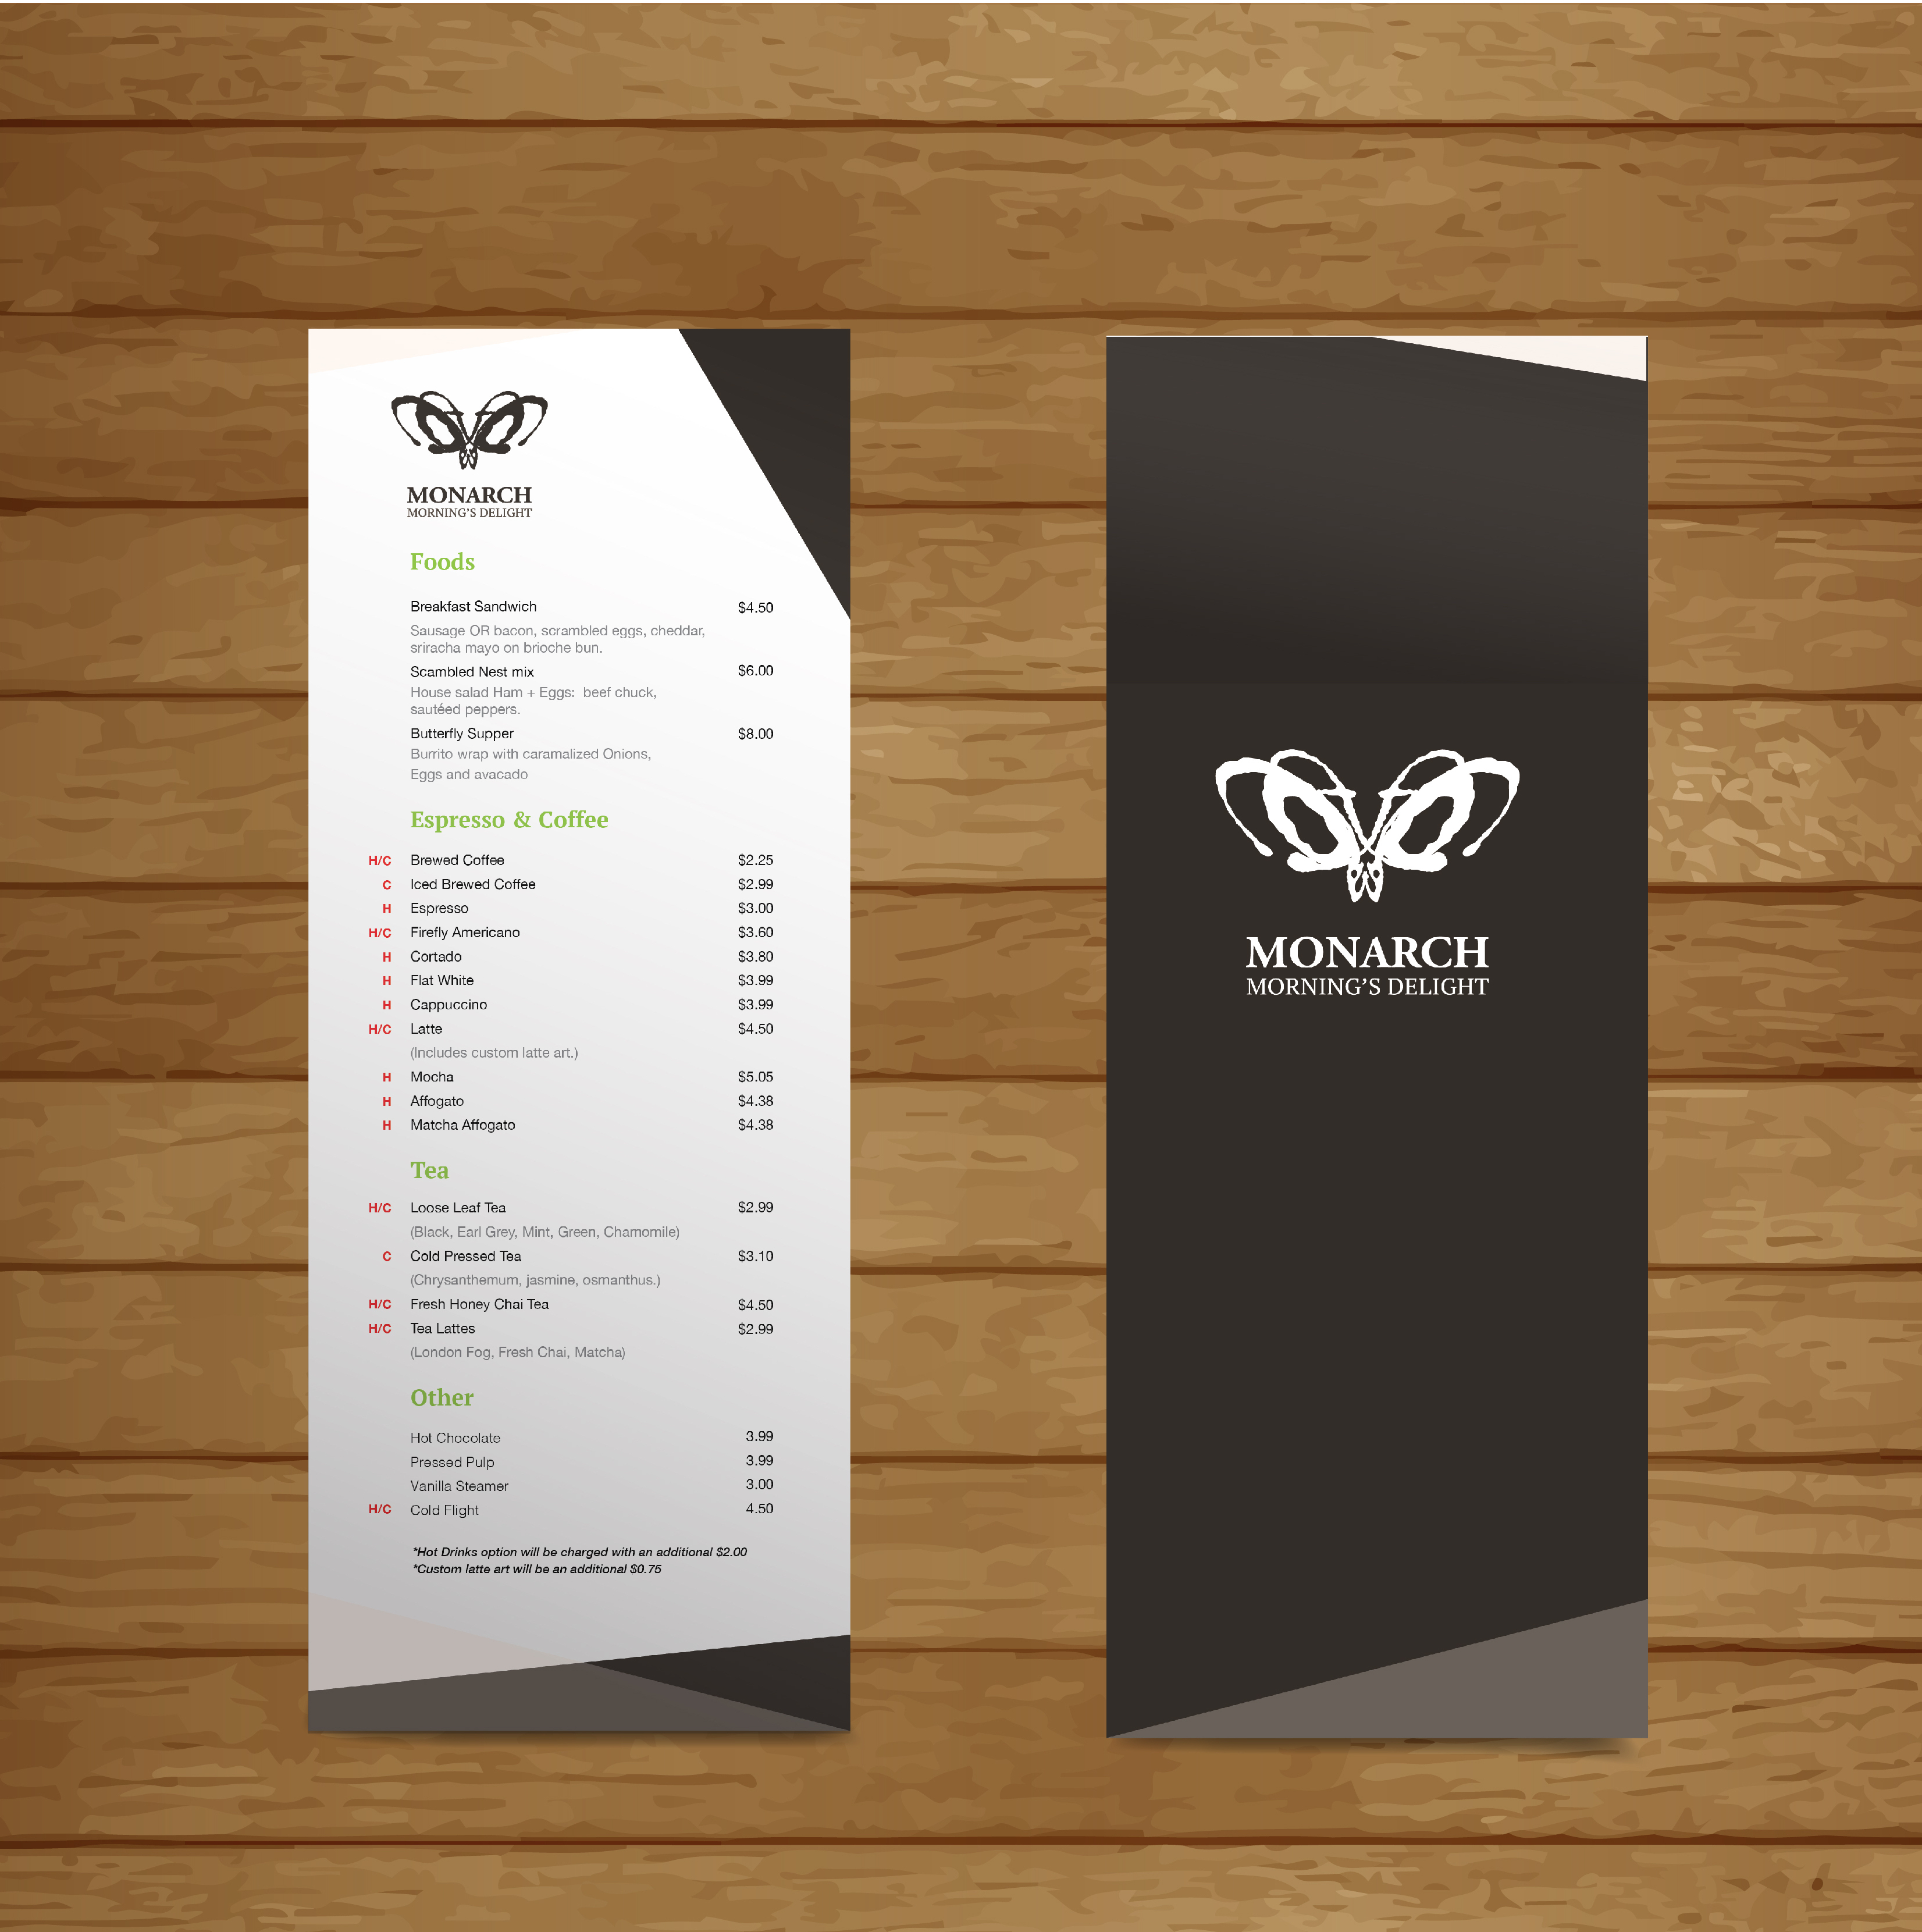 MONARCH
MORNING'S DELIGHT
Foods
Breakfast Sandwich $4.50
Sausage OR bacon, scrambled eggs, cheddar,
sriracha mayo on brioche bun.
Scambled Nest mix $6.00
House salad Ham + Eggs: beef chuck,
sautéed peppers.
Butterfly Supper $8.00
Burrito wrap with caramalized Onions,
Eggs and avacado
Espresso & Coffee
H/C Brewed Coffee $2.25
C Iced Brewed Coffee $2.99
H Espresso $3.00
H/C Firefly Americano $3.60
H Cortado $3.80
H Flat White $3.99
H Cappuccino $3.99
H/C Latte $4.50
(Includes custom latte art.)
H Mocha $5.05
H Affogato $4.38
H Matcha Affogato $4.38
Tea
H/C Loose Leaf Tea $2.99
(Black, Earl Grey, Mint, Green, Chamomile)
C Cold Pressed Tea $3.10
(Chrysanthemum, jasmine, osmanthus.)
H/C Fresh Honey Chai Tea $4.50
H/C Tea Lattes $2.99
(London Fog, Fresh Chai, Matcha)
Other
Hot Chocolate 3.99
Pressed Pulp 3.99
Vanilla Steamer 3.00
H/C Cold Flight 4.50
*Hot Drinks option will be charged with an additional $2.00
*Custom latte art will be an additional $0.75
MONARCH
MORNING'S DELIGHT